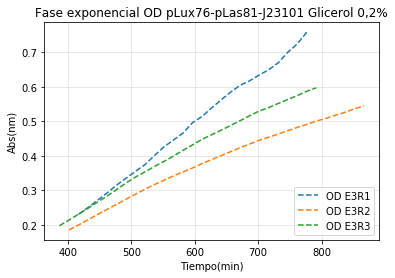 Fase exponencial OD pLux76-pLas81-J23101 Glicerol 0,2%
0.7
0.6
0.5
0.4
0.3
0.2
Abs(nm)
400 500 600 700 800
Tiempo(min)
OD E3R1
OD E3R2
OD E3R3